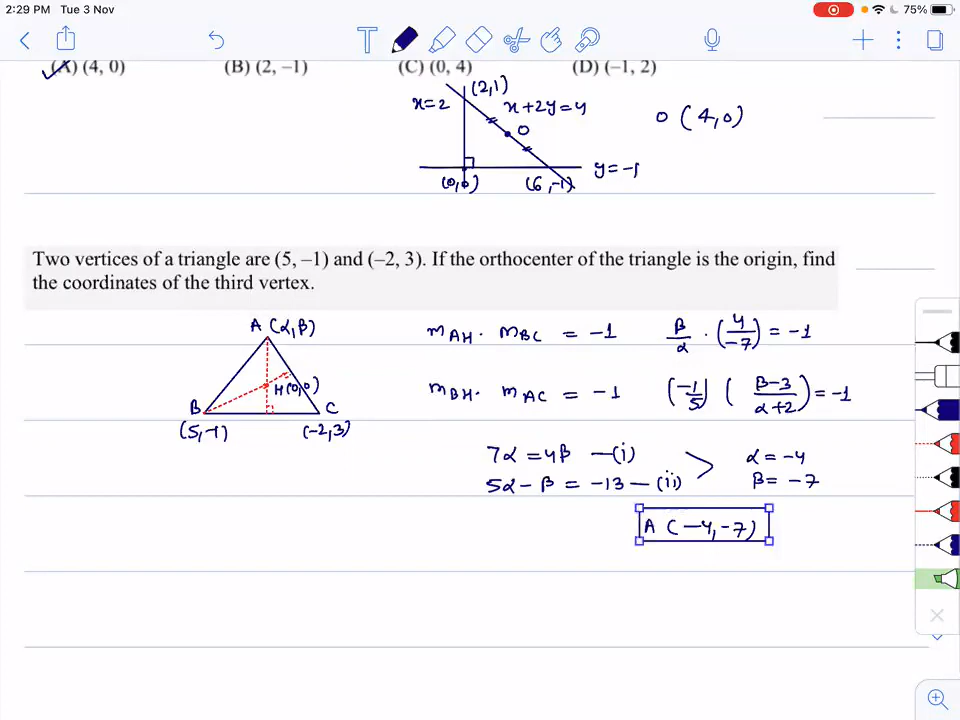 2:29 PM Tue 3 Nov
75%
(A) (4, 0) (B) (2, –1) (C) (0, 4) (D) (–1, 2)
(2,1)
x=2
x+2y=4
O
O (4,0)
(0,0)
(6,-1)
y=-1
Two vertices of a triangle are (5, –1) and (–2, 3). If the orthocenter of the triangle is the origin, find
the coordinates of the third vertex.
A (α,β)
H(0,0)
B
C
(5,-1)
(-2,3)
m_AH · m_BC = -1 β/α · (4/-7) = -1
m_BH · m_AC = -1 (-1/5) (β-3/α+2) = -1
7α = 4β —(i)
5α - β = -13 —(ii)
>
α = -4
β = -7
A (-4,-7)